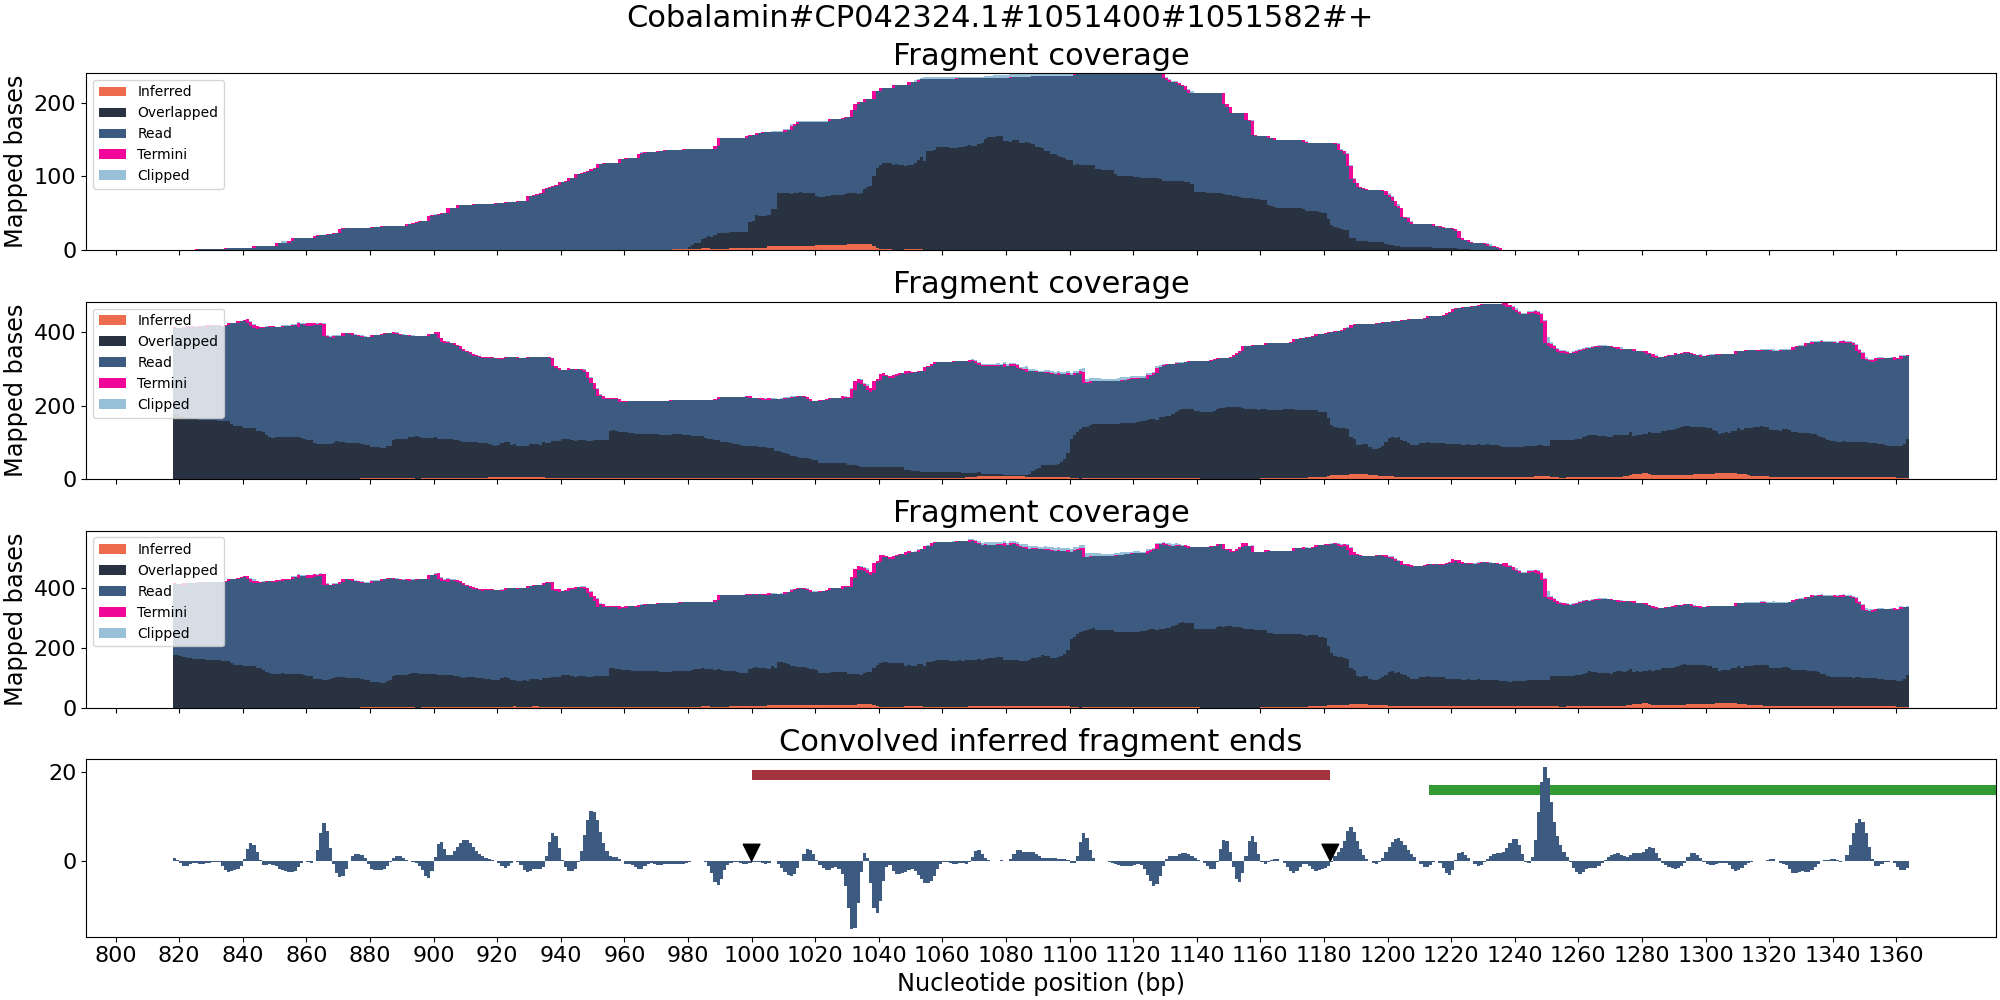 Cobalamin#CP042324.1#1051400#1051582#+
Fragment coverage
Mapped bases
200
100
0
Inferred
Overlapped
Read
Termini
Clipped
Fragment coverage
Mapped bases
400
200
0
Inferred
Overlapped
Read
Termini
Clipped
Fragment coverage
Mapped bases
400
200
0
Inferred
Overlapped
Read
Termini
Clipped
Convolved inferred fragment ends
20
0
800 820 840 860 880 900 920 940 960 980 1000 1020 1040 1060 1080 1100 1120 1140 1160 1180 1200 1220 1240 1260 1280 1300 1320 1340 1360
Nucleotide position (bp)